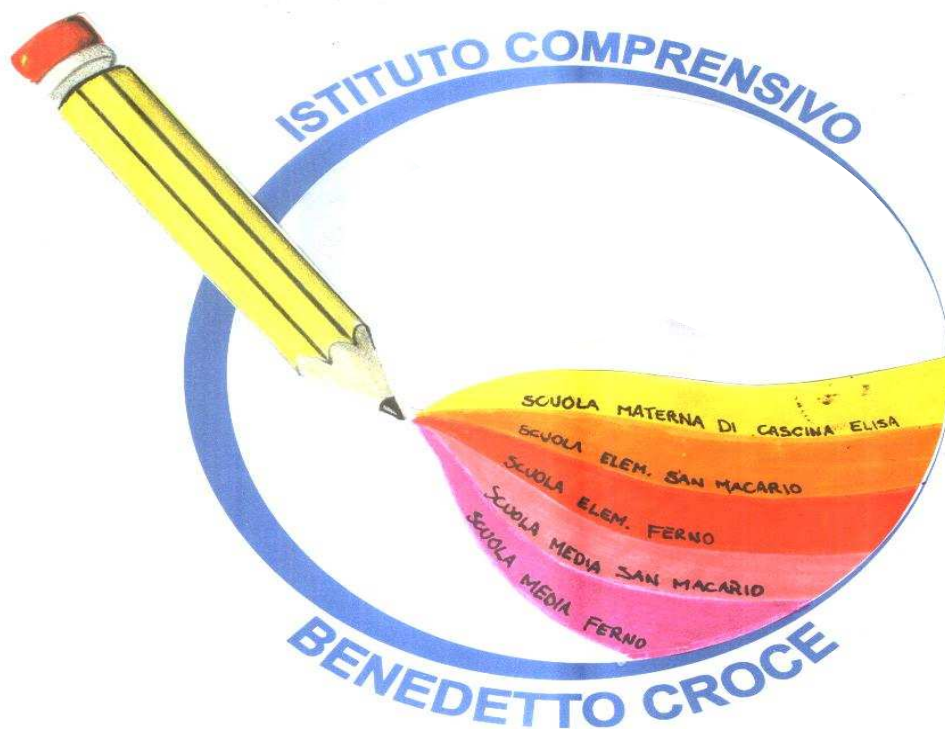 ISTITUTO COMPRENSIVO
SCUOLA MATERNA DI CASCINA ELISA
SCUOLA ELEM. SAN MACARIO
SCUOLA ELEM. FERNO
SCUOLA MEDIA SAN MACARIO
SCUOLA MEDIA FERNO
BENEDETTO CROCE